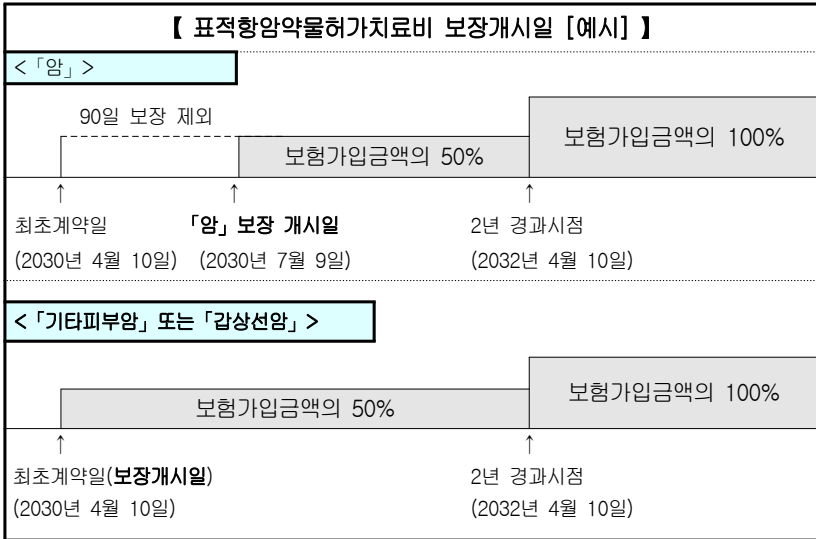 【 표적항암약물허가치료비 보장개시일 [예시] 】
<「암」>
90일 보장 제외
보험가입금액의 50%
보험가입금액의 100%
↑ ↑ ↑
최초계약일 「암」보장 개시일 2년 경과시점
(2030년 4월 10일) (2030년 7월 9일) (2032년 4월 10일)
<「기타피부암」또는「갑상선암」>
보험가입금액의 50%
보험가입금액의 100%
↑ ↑
최초계약일(보장개시일) 2년 경과시점
(2030년 4월 10일) (2032년 4월 10일)